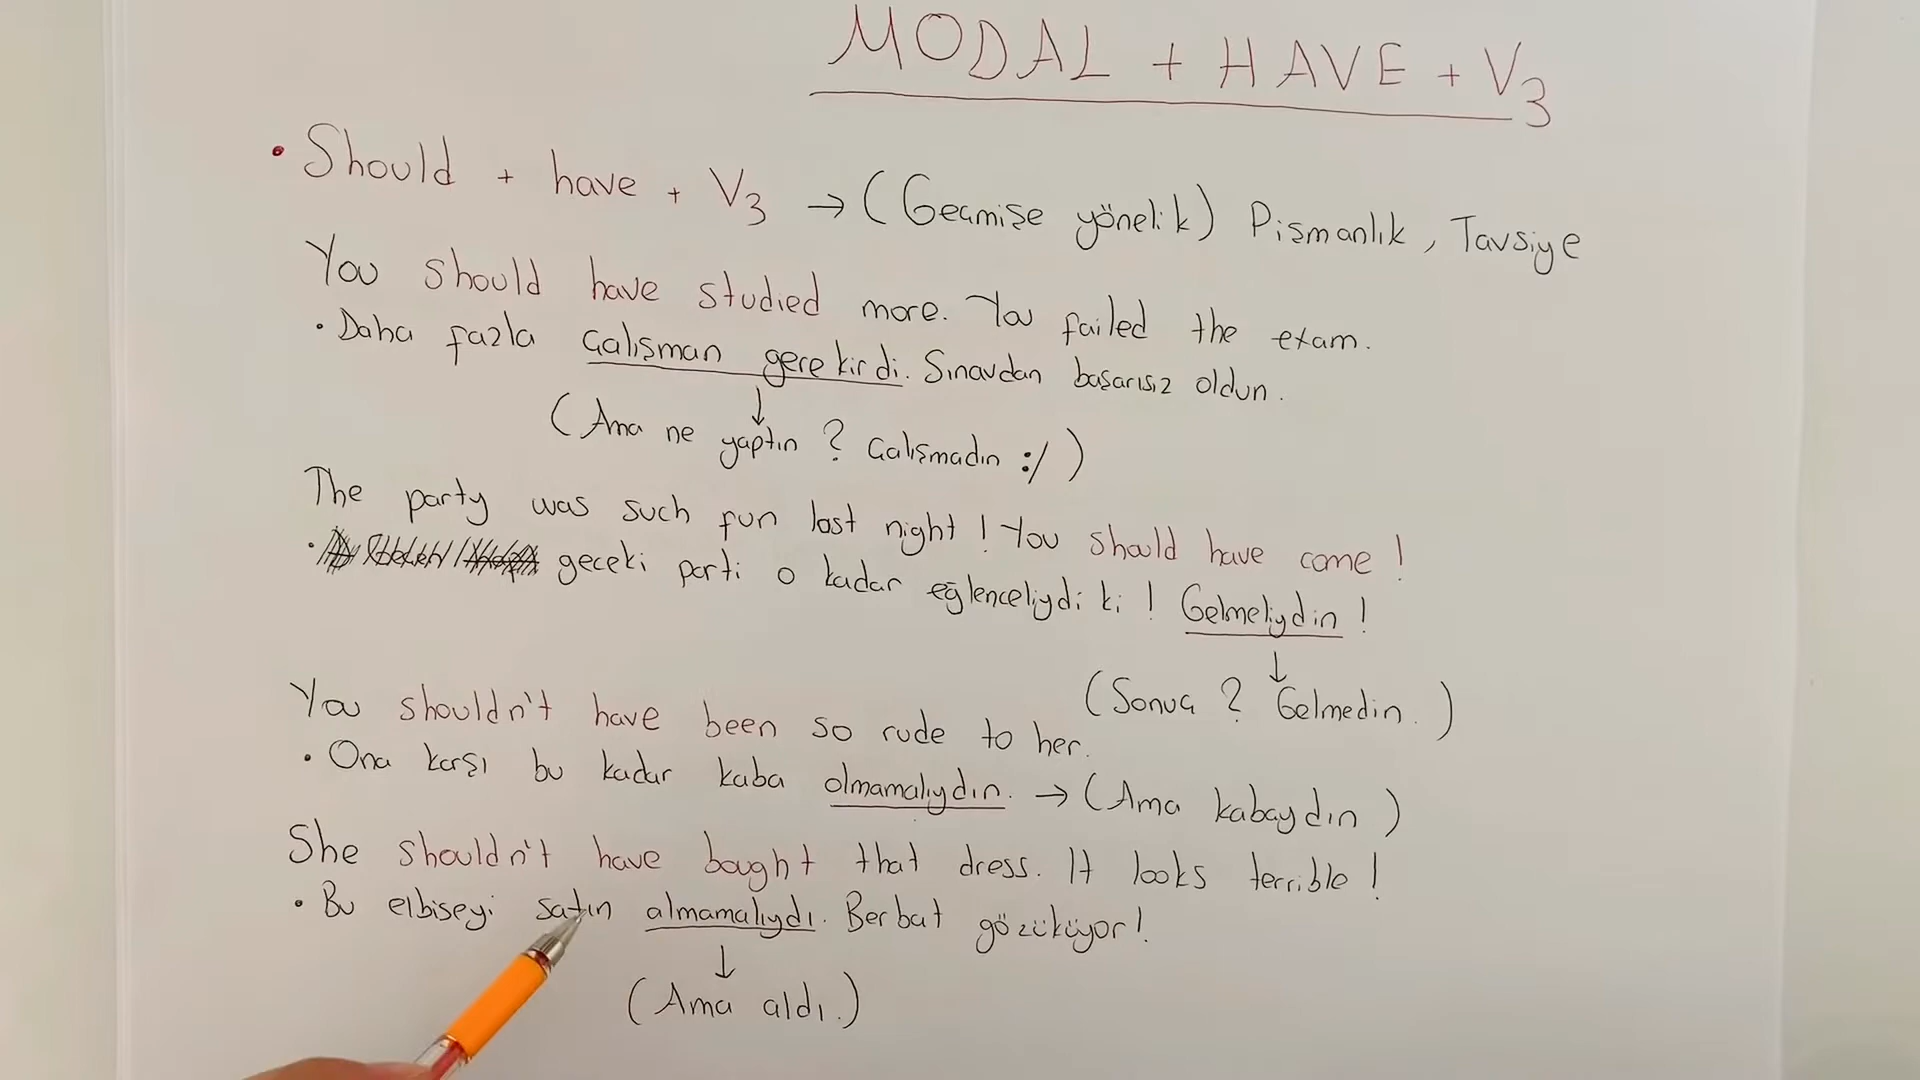 MODAL + HAVE + V3
• Should + have + V3 → (Geçmişe yönelik) Pişmanlık, Tavsiye
You should have studied more. You failed the exam.
• Daha fazla çalışman gerekirdi. Sınavdan başarısız oldun.
(Ama ne yaptın? Çalışmadın :/ )
The party was such fun last night! You should have come!
• geceki parti o kadar eğlenceliydi ki! Gelmeliydin!
(Sonuç? Gelmedin.)
You shouldn't have been so rude to her.
• Ona karşı bu kadar kaba olmamalıydın. → (Ama kabaydın)
She shouldn't have bought that dress. It looks terrible!
• Bu elbiseyi satın almamalıydı. Berbat gözüküyor!
(Ama aldı.)